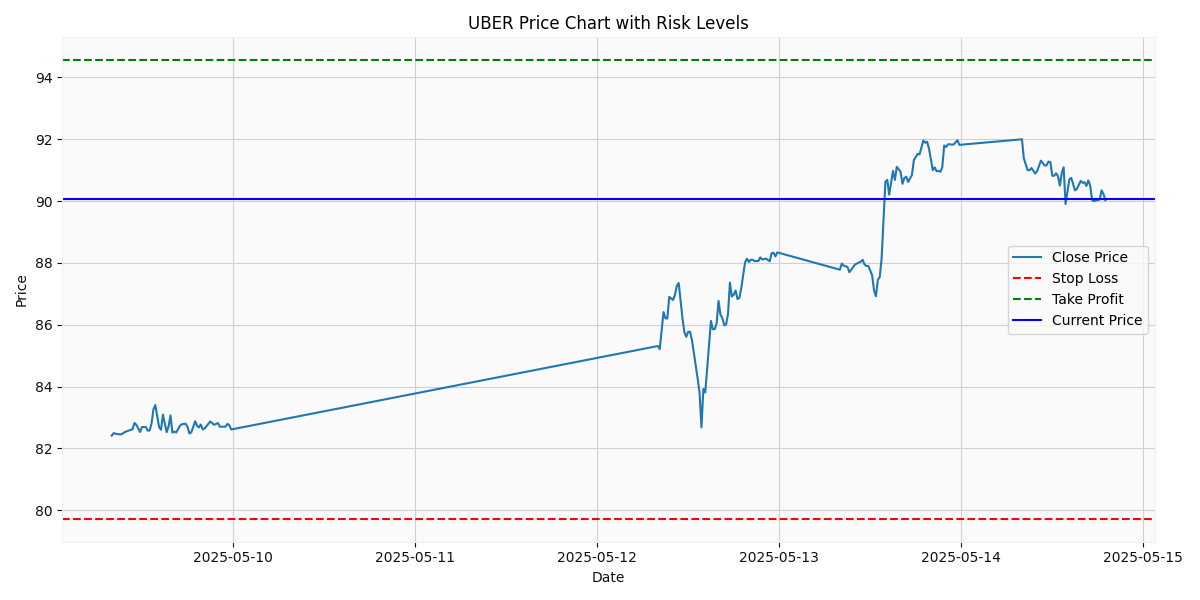 UBER Price Chart with Risk Levels
94
92
90
88
86
84
82
80
Price
Close Price
Stop Loss
Take Profit
Current Price
2025-05-10
2025-05-11
2025-05-12
2025-05-13
2025-05-14
2025-05-15
Date